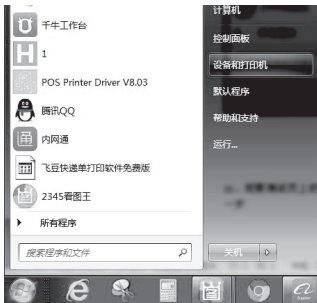 千牛工作台
1
POS Printer Driver V8.03
腾讯QQ
内网通
飞豆快递单打印软件免费版
2345看图王
所有程序
搜索程序和文件
计算机
控制面板
设备和打印机
默认程序
帮助和支持
运行...
关机